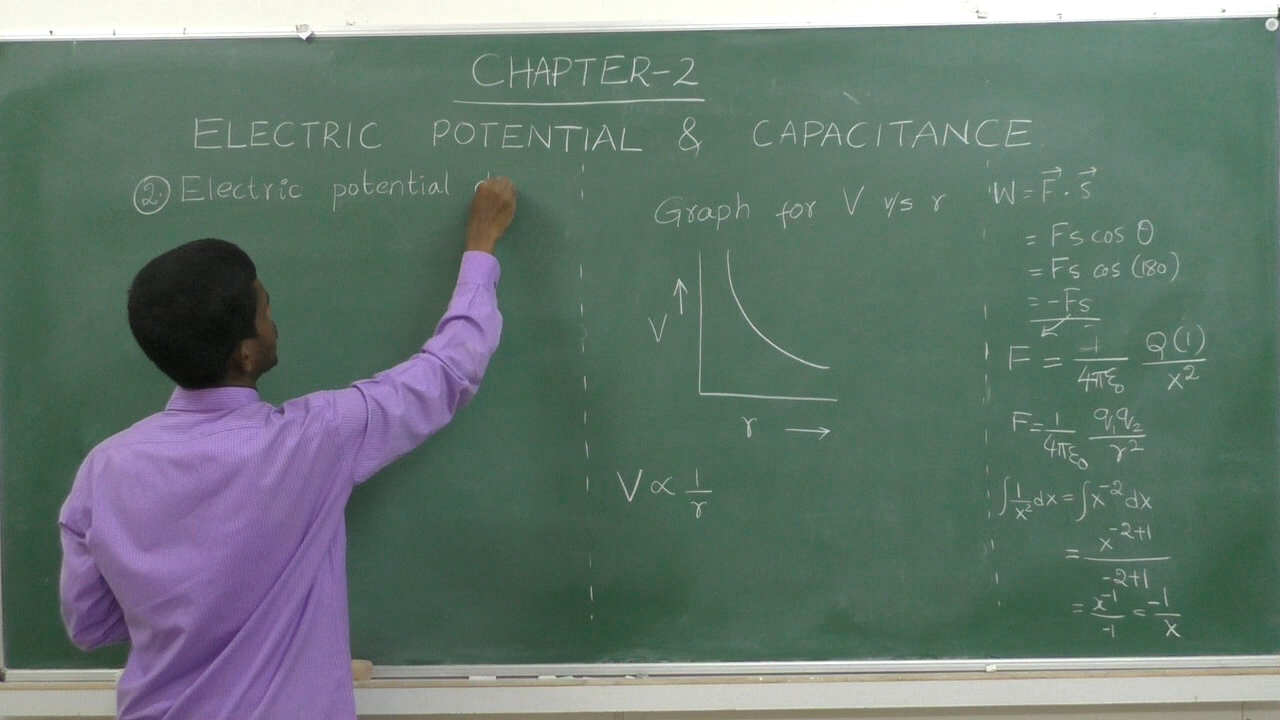 CHAPTER-2
ELECTRIC POTENTIAL & CAPACITANCE
2. Electric potential
Graph for V v/s r
V
r
V ∝ 1/r
W = F⃗ · s⃗
= Fs cos θ
= Fs cos (180)
= -Fs
F = 1/4πε₀ Q(1)/x²
F = 1/4πε₀ q₁q₂/r²
∫ 1/x² dx = ∫ x⁻² dx
= x⁻²⁺¹/-2+1
= x⁻¹/-1 = -1/x